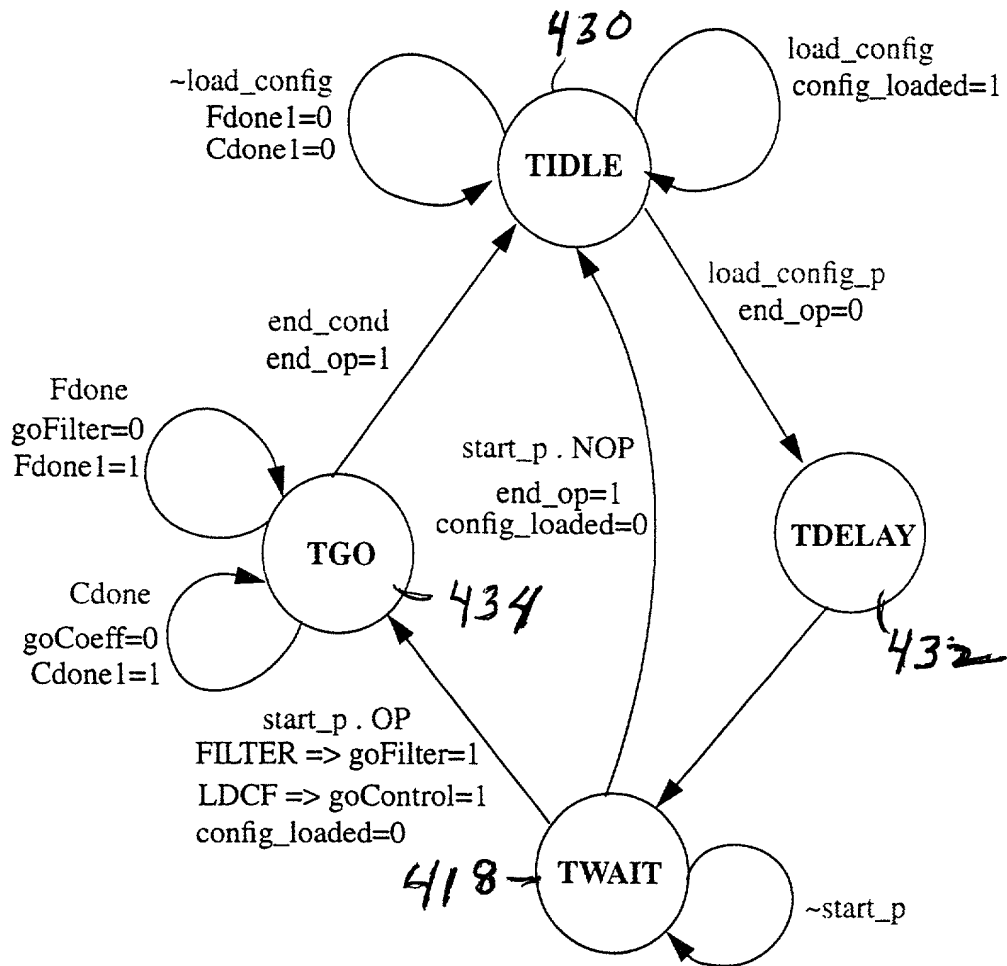 430
~load_config
Fdone1=0
Cdone1=0
load_config
config_loaded=1
TIDLE
load_config_p
end_op=0
end_cond
end_op=1
Fdone
goFilter=0
Fdone1=1
start_p . NOP
end_op=1
config_loaded=0
TGO
434
TDELAY
432
Cdone
goCoeff=0
Cdone1=1
start_p . OP
FILTER => goFilter=1
LDCF => goControl=1
config_loaded=0
418
TWAIT
~start_p